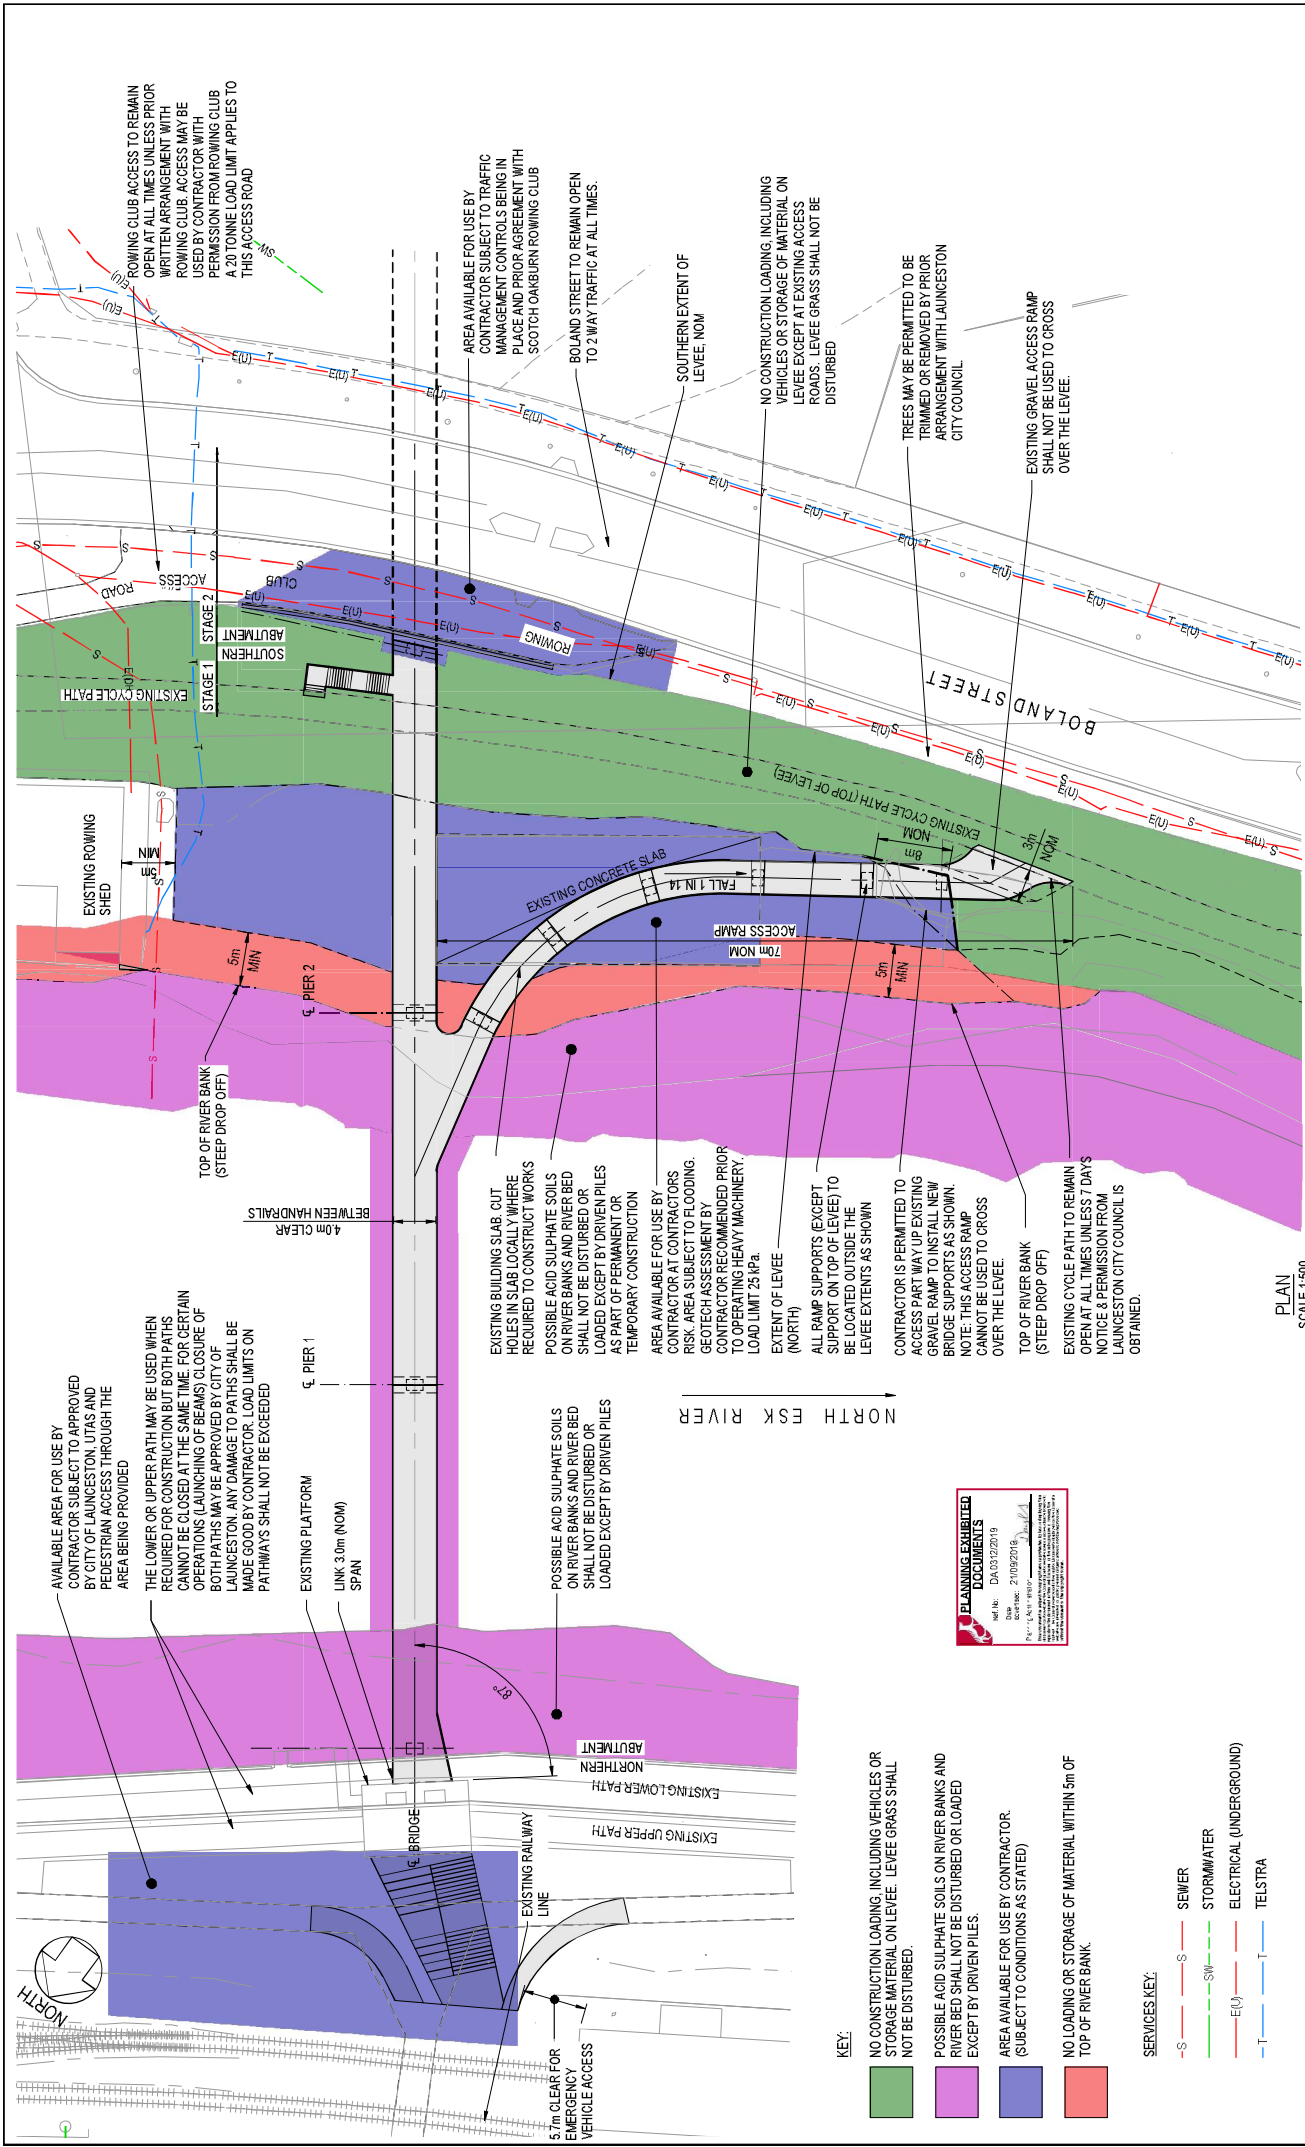 ROWING CLUB ACCESS TO REMAIN
OPEN AT ALL TIMES UNLESS PRIOR
WRITTEN ARRANGEMENT WITH
ROWING CLUB. ACCESS MAY BE
USED BY CONTRACTOR WITH
PERMISSION FROM ROWING CLUB
A 20 TONNE LOAD LIMIT APPLIES TO
THIS ACCESS ROAD
AREA AVAILABLE FOR USE BY
CONTRACTOR SUBJECT TO TRAFFIC
MANAGEMENT CONTROLS BEING IN
PLACE AND PRIOR AGREEMENT WITH
SCOTCH OAKBURN ROWING CLUB
BOLAND STREET TO REMAIN OPEN
TO 2 WAY TRAFFIC AT ALL TIMES.
SOUTHERN EXTENT OF
LEVEE, NOM
NO CONSTRUCTION LOADING, INCLUDING
VEHICLES OR STORAGE OF MATERIAL ON
LEVEE EXCEPT AT EXISTING ACCESS
ROADS. LEVEE GRASS SHALL NOT BE
DISTURBED
TREES MAY BE PERMITTED TO BE
TRIMMED OR REMOVED BY PRIOR
ARRANGEMENT WITH LAUNCESTON
CITY COUNCIL.
EXISTING GRAVEL ACCESS RAMP
SHALL NOT BE USED TO CROSS
OVER THE LEVEE.
ROWING
CLUB
ACCESS
ROAD
STAGE 1
STAGE 2
SOUTHERN
ABUTMENT
EXISTING CYCLE PATH
BOLAND STREET
EXISTING CYCLE PATH (TOP OF LEVEE)
EXISTING ROWING
SHED
5m
MIN
5m
MIN
EXISTING CONCRETE SLAB
FALL 1 IN 14
8m
NOM
3m
NOM
70m NOM
ACCESS RAMP
5m
MIN
℄ PIER 2
TOP OF RIVER BANK
(STEEP DROP OFF)
4.0m CLEAR
BETWEEN HANDRAILS
EXISTING BUILDING SLAB. CUT
HOLES IN SLAB LOCALLY WHERE
REQUIRED TO CONSTRUCT WORKS
POSSIBLE ACID SULPHATE SOILS
ON RIVER BANKS AND RIVER BED
SHALL NOT BE DISTURBED OR
LOADED EXCEPT BY DRIVEN PILES
AS PART OF PERMANENT OR
TEMPORARY CONSTRUCTION
AREA AVAILABLE FOR USE BY
CONTRACTOR AT CONTRACTORS
RISK. AREA SUBJECT TO FLOODING.
GEOTECH ASSESSMENT BY
CONTRACTOR RECOMMENDED PRIOR
TO OPERATING HEAVY MACHINERY.
LOAD LIMIT 25 kPa.
EXTENT OF LEVEE
(NORTH)
ALL RAMP SUPPORTS (EXCEPT
SUPPORT ON TOP OF LEVEE) TO
BE LOCATED OUTSIDE THE
LEVEE EXTENTS AS SHOWN
CONTRACTOR IS PERMITTED TO
ACCESS PART WAY UP EXISTING
GRAVEL RAMP TO INSTALL NEW
BRIDGE SUPPORTS AS SHOWN.
NOTE: THIS ACCESS RAMP
CANNOT BE USED TO CROSS
OVER THE LEVEE.
TOP OF RIVER BANK
(STEEP DROP OFF)
EXISTING CYCLE PATH TO REMAIN
OPEN AT ALL TIMES UNLESS 7 DAYS
NOTICE & PERMISSION FROM
LAUNCESTON CITY COUNCIL IS
OBTAINED.
PLAN
SCALE 1:500
℄ PIER 1
NORTH ESK RIVER
AVAILABLE AREA FOR USE BY
CONTRACTOR SUBJECT TO APPROVED
BY CITY OF LAUNCESTON, UTAS AND
PEDESTRIAN ACCESS THROUGH THE
AREA BEING PROVIDED
THE LOWER OR UPPER PATH MAY BE USED WHEN
REQUIRED FOR CONSTRUCTION BUT BOTH PATHS
CANNOT BE CLOSED AT THE SAME TIME. FOR CERTAIN
OPERATIONS (LAUNCHING OF BEAMS) CLOSURE OF
BOTH PATHS MAY BE APPROVED BY CITY OF
LAUNCESTON. ANY DAMAGE TO PATHS SHALL BE
MADE GOOD BY CONTRACTOR. LOAD LIMITS ON
PATHWAYS SHALL NOT BE EXCEEDED
EXISTING PLATFORM
LINK 3.0m (NOM)
SPAN
POSSIBLE ACID SULPHATE SOILS
ON RIVER BANKS AND RIVER BED
SHALL NOT BE DISTURBED OR
LOADED EXCEPT BY DRIVEN PILES
PLANNING EXHIBITED
DOCUMENTS
Ref. No: DA 0312/2019
Date
advertised: 21/09/2019
87°
NORTHERN
ABUTMENT
EXISTING LOWER PATH
EXISTING UPPER PATH
℄ BRIDGE
EXISTING RAILWAY
LINE
NORTH
5.7m CLEAR FOR
EMERGENCY
VEHICLE ACCESS
KEY:
NO CONSTRUCTION LOADING, INCLUDING VEHICLES OR
STORAGE MATERIAL ON LEVEE. LEVEE GRASS SHALL
NOT BE DISTURBED.
POSSIBLE ACID SULPHATE SOILS ON RIVER BANKS AND
RIVER BED SHALL NOT BE DISTURBED OR LOADED
EXCEPT BY DRIVEN PILES.
AREA AVAILABLE FOR USE BY CONTRACTOR.
(SUBJECT TO CONDITIONS AS STATED)
NO LOADING OR STORAGE OF MATERIAL WITHIN 5m OF
TOP OF RIVER BANK.
SERVICES KEY:
S S SEWER
SW STORMWATER
E(U) ELECTRICAL (UNDERGROUND)
T T TELSTRA